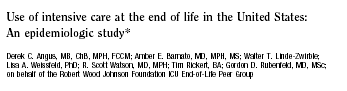 Use of intensive care at the end of life in the United States:
An epidemiologic study*
Derek C. Angus, MB, ChB, MPH, FCCM; Amber E. Barnato, MD, MPH, MS; Walter T. Linde-Zwirble;
Lisa A. Weissfeld, PhD; R. Scott Watson, MD, MPH; Tim Rickert, BA; Gordon D. Rubenfeld, MD, MSc;
on behalf of the Robert Wood Johnson Foundation ICU End-of-Life Peer Group